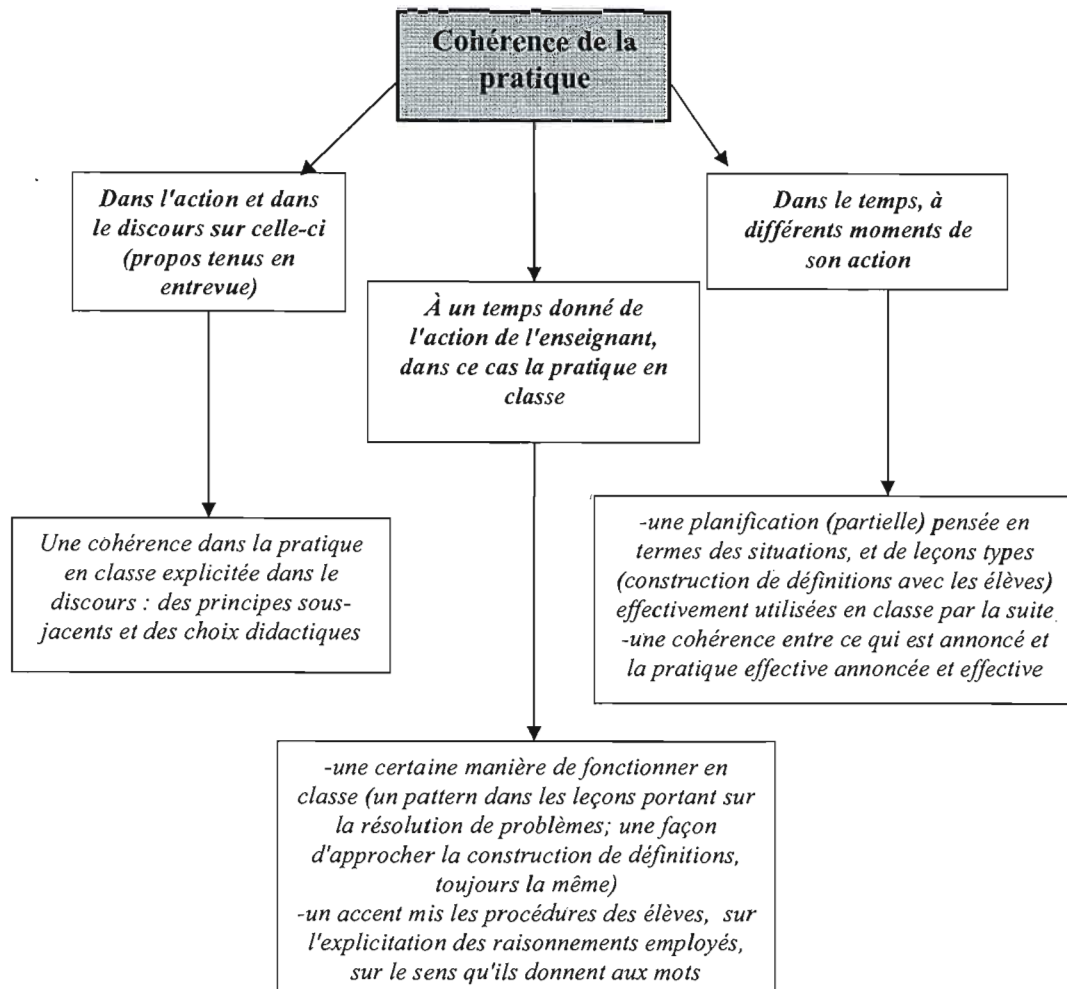 Cohérence de la
pratique
Dans l'action et dans
le discours sur celle-ci
(propos tenus en
entrevue)
À un temps donné de
l'action de l'enseignant,
dans ce cas la pratique en
classe
Dans le temps, à
différents moments de
son action
Une cohérence dans la pratique
en classe explicitée dans le
discours : des principes sous-
jacents et des choix didactiques
-une planification (partielle) pensée en
termes des situations, et de leçons types
(construction de définitions avec les élèves)
effectivement utilisées en classe par la suite
-une cohérence entre ce qui est annoncé et
la pratique effective annoncée et effective
-une certaine manière de fonctionner en
classe (un pattern dans les leçons portant sur
la résolution de problèmes; une façon
d'approcher la construction de définitions,
toujours la même)
-un accent mis les procédures des élèves, sur
l'explicitation des raisonnements employés,
sur le sens qu'ils donnent aux mots